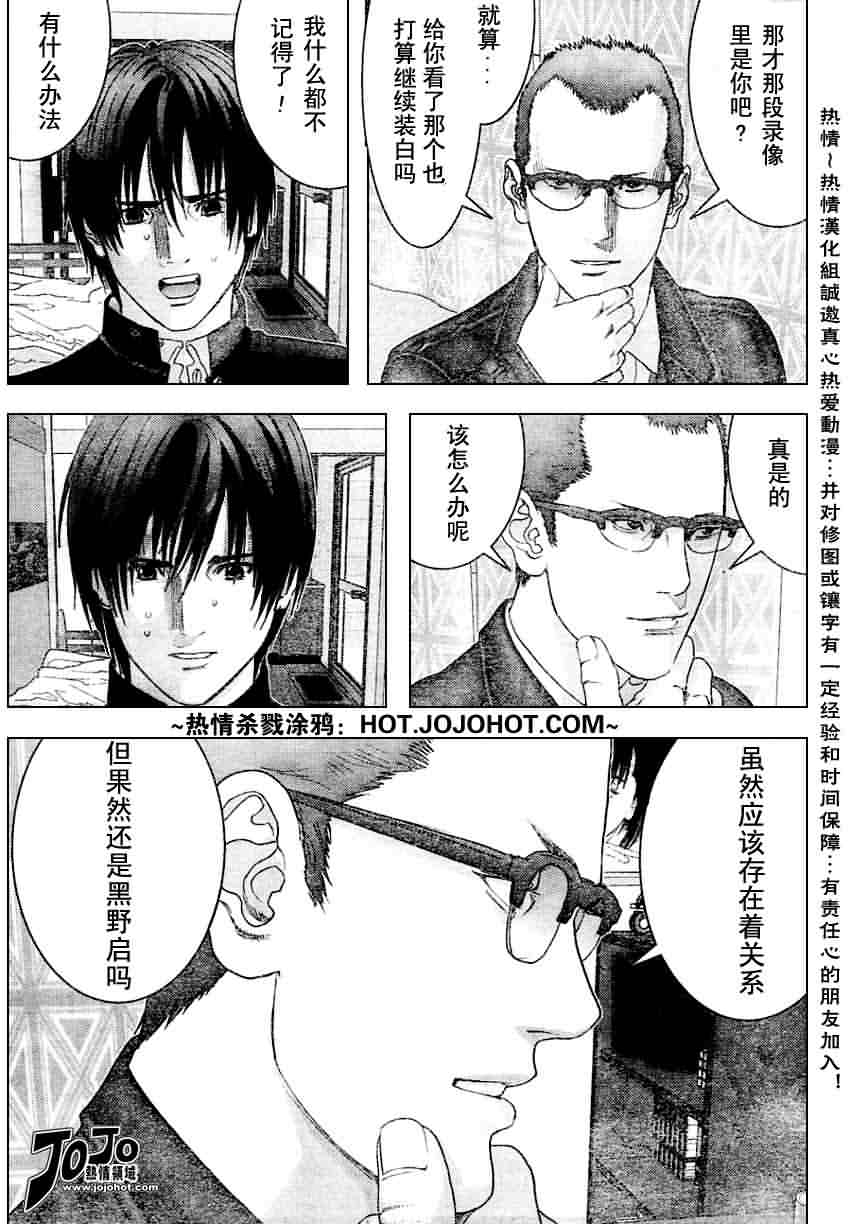 那才那段录像
里是你吧?
就算…
给你看了那个也
打算继续装白吗
我什么都不
记得了!
有什么办法
真是的
该怎么办呢
~热情杀戮涂鸦:HOT.JOJOHOT.COM~
虽然应该存在着关系
但果然还是黑野启吗
热情~热情漢化組誠邀真心热爱動漫…并对修图或镶字有一定经验和时间保障…有责任心的朋友加入!
JOJO
熱情領域
www.jojohot.com